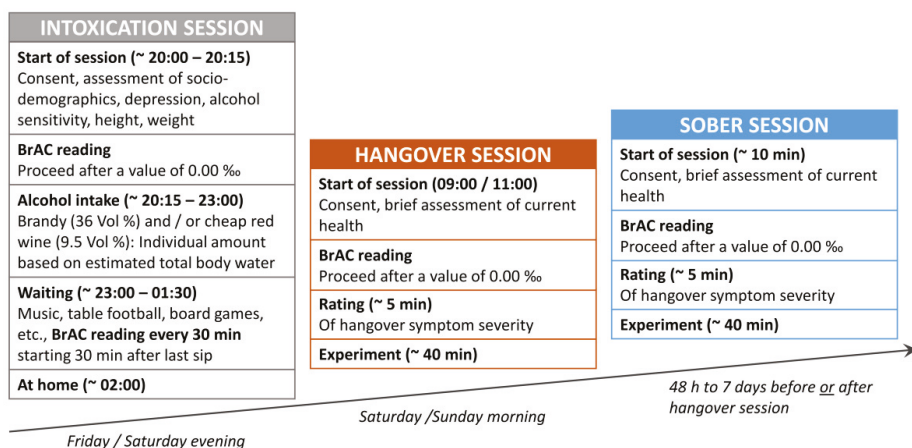 INTOXICATION SESSION
Start of session (~ 20:00 – 20:15)
Consent, assessment of socio-
demographics, depression, alcohol
sensitivity, height, weight
BrAC reading
Proceed after a value of 0.00 ‰
Alcohol intake (~ 20:15 – 23:00)
Brandy (36 Vol %) and / or cheap red
wine (9.5 Vol %): Individual amount
based on estimated total body water
Waiting (~ 23:00 – 01:30)
Music, table football, board games,
etc., BrAC reading every 30 min
starting 30 min after last sip
At home (~ 02:00)
Friday / Saturday evening
HANGOVER SESSION
Start of session (09:00 / 11:00)
Consent, brief assessment of current
health
BrAC reading
Proceed after a value of 0.00 ‰
Rating (~ 5 min)
Of hangover symptom severity
Experiment (~ 40 min)
Saturday /Sunday morning
SOBER SESSION
Start of session (~ 10 min)
Consent, brief assessment of current
health
BrAC reading
Proceed after a value of 0.00 ‰
Rating (~ 5 min)
Of hangover symptom severity
Experiment (~ 40 min)
48 h to 7 days before or after
hangover session